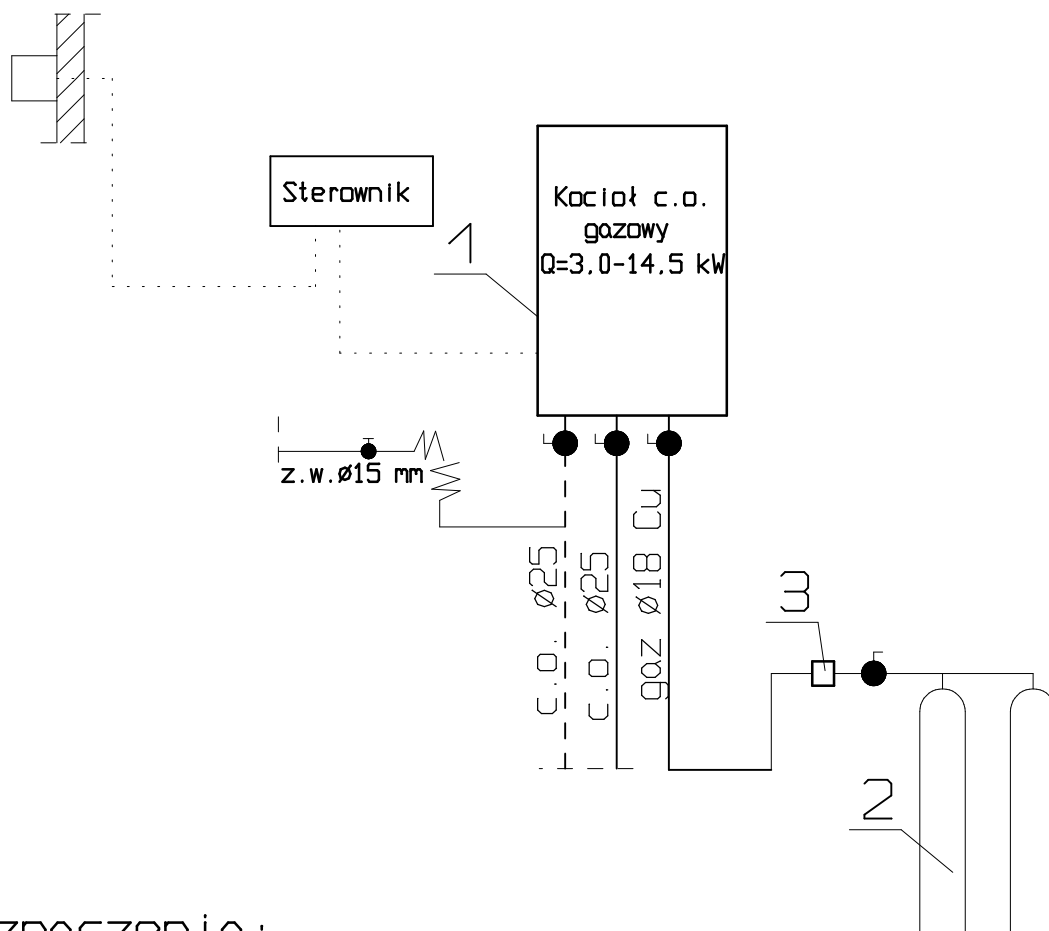 Sterownik
Kocioł c.o.
gazowy
Q=3,0-14,5 kW
1
z.w.ø15 mm
c.o. ø25
c.o. ø25
gaz ø18 Cu
3
2